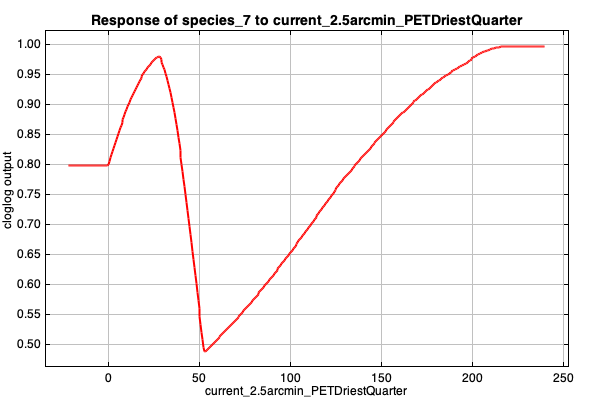 Response of species_7 to current_2.5arcmin_PETDriestQuarter
cloglog output
1.00
0.95
0.90
0.85
0.80
0.75
0.70
0.65
0.60
0.55
0.50
0 50 100 150 200 250
current_2.5arcmin_PETDriestQuarter